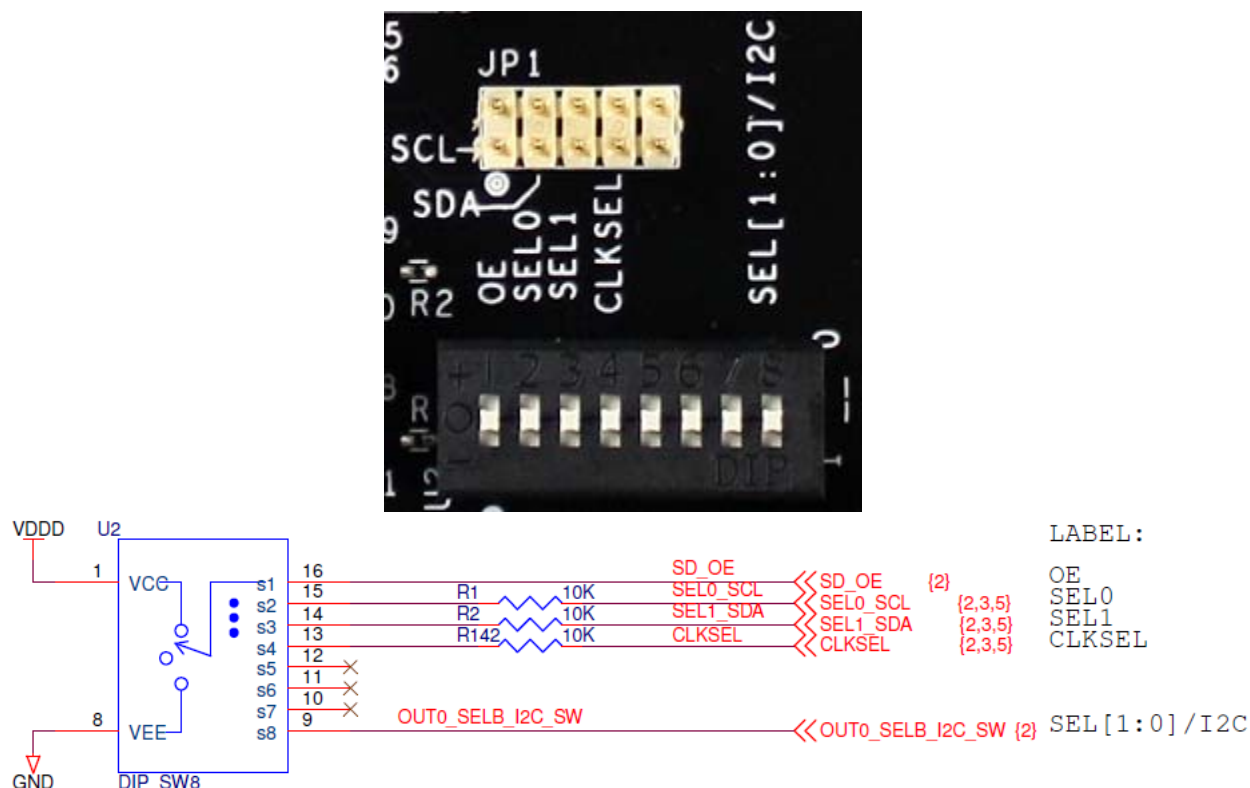 5
6
JP1
SCL
SDA
OE
SEL0
SEL1
CLKSEL
SEL[1:0]/I2C
9
0
R2
+ 1 2 3 4 5 6 7 8
O
-
DIP
R
1
VDDD
U2
1
VCC
8
VEE
GND
DIP_SW8
s1
s2
s3
s4
s5
s6
s7
s8
16
15
14
13
12
11
10
9
R1 10K
R2 10K
R142 10K
SD_OE
SEL0_SCL
SEL1_SDA
CLKSEL
OUT0_SELB_I2C_SW
SD_OE {2}
SEL0_SCL {2,3,5}
SEL1_SDA {2,3,5}
CLKSEL {2,3,5}
OUT0_SELB_I2C_SW {2}
LABEL:
OE
SEL0
SEL1
CLKSEL
SEL[1:0]/I2C